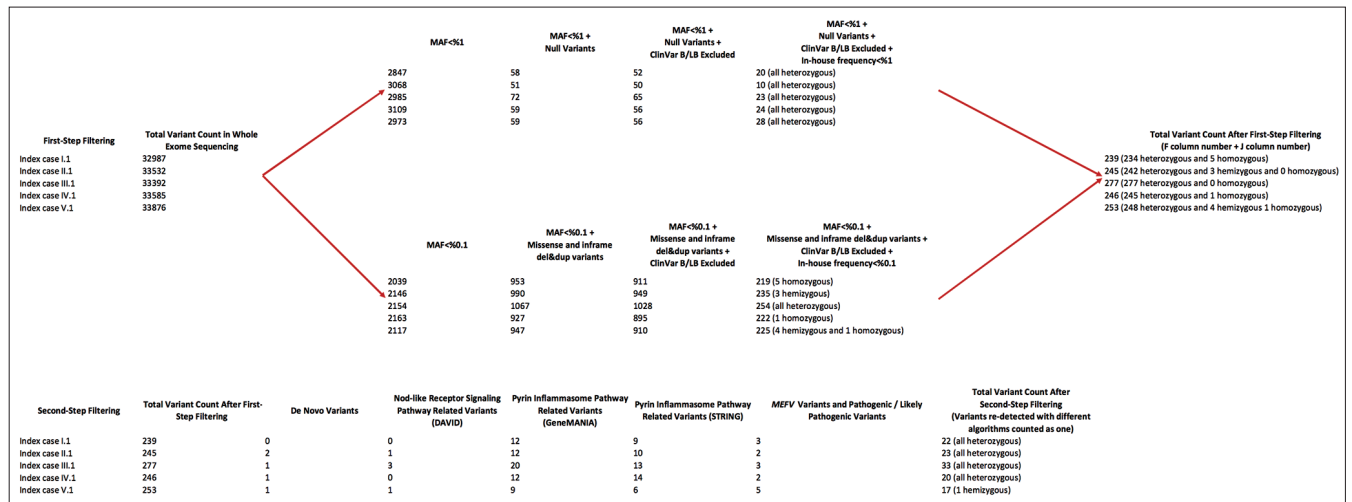 MAF<%1
MAF<%1 +
Null Variants
MAF<%1 +
Null Variants +
ClinVar B/LB Excluded
MAF<%1 +
Null Variants +
ClinVar B/LB Excluded +
In-house frequency<%1
2847 58 52 20 (all heterozygous)
3068 51 50 10 (all heterozygous)
2985 72 65 23 (all heterozygous)
3109 59 56 24 (all heterozygous)
2973 59 56 28 (all heterozygous)
First-Step Filtering
Total Variant Count in Whole
Exome Sequencing
Index case I.1 32987
Index case II.1 33532
Index case III.1 33392
Index case IV.1 33585
Index case V.1 33876
Total Variant Count After First-Step Filtering
(F column number + J column number)
239 (234 heterozygous and 5 homozygous)
245 (242 heterozygous and 3 hemizygous and 0 homozygous)
277 (277 heterozygous and 0 homozygous)
246 (245 heterozygous and 1 homozygous)
253 (248 heterozygous and 4 hemizygous 1 homozygous)
MAF<%0.1
MAF<%0.1 +
Missense and inframe
del&dup variants
MAF<%0.1 +
Missense and inframe
del&dup variants +
ClinVar B/LB Excluded
MAF<%0.1 +
Missense and inframe del&dup variants +
ClinVar B/LB Excluded +
In-house frequency<%0.1
2039 953 911 219 (5 homozygous)
2146 990 949 235 (3 hemizygous)
2154 1067 1028 254 (all heterozygous)
2163 927 895 222 (1 homozygous)
2117 947 910 225 (4 hemizygous and 1 homozygous)
Second-Step Filtering
Total Variant Count After First-
Step Filtering
De Novo Variants
Nod-like Receptor Signaling
Pathway Related Variants
(DAVID)
Pyrin Inflammasome Pathway
Related Variants
(GeneMANIA)
Pyrin Inflammasome Pathway
Related Variants (STRING)
MEFV Variants and Pathogenic / Likely
Pathogenic Variants
Total Variant Count After
Second-Step Filtering
(Variants re-detected with different
algorithms counted as one)
Index case I.1 239 0 0 12 9 3 22 (all heterozygous)
Index case II.1 245 2 1 12 10 2 23 (all heterozygous)
Index case III.1 277 1 3 20 13 3 33 (all heterozygous)
Index case IV.1 246 1 0 12 14 2 20 (all heterozygous)
Index case V.1 253 1 1 9 6 5 17 (1 hemizygous)